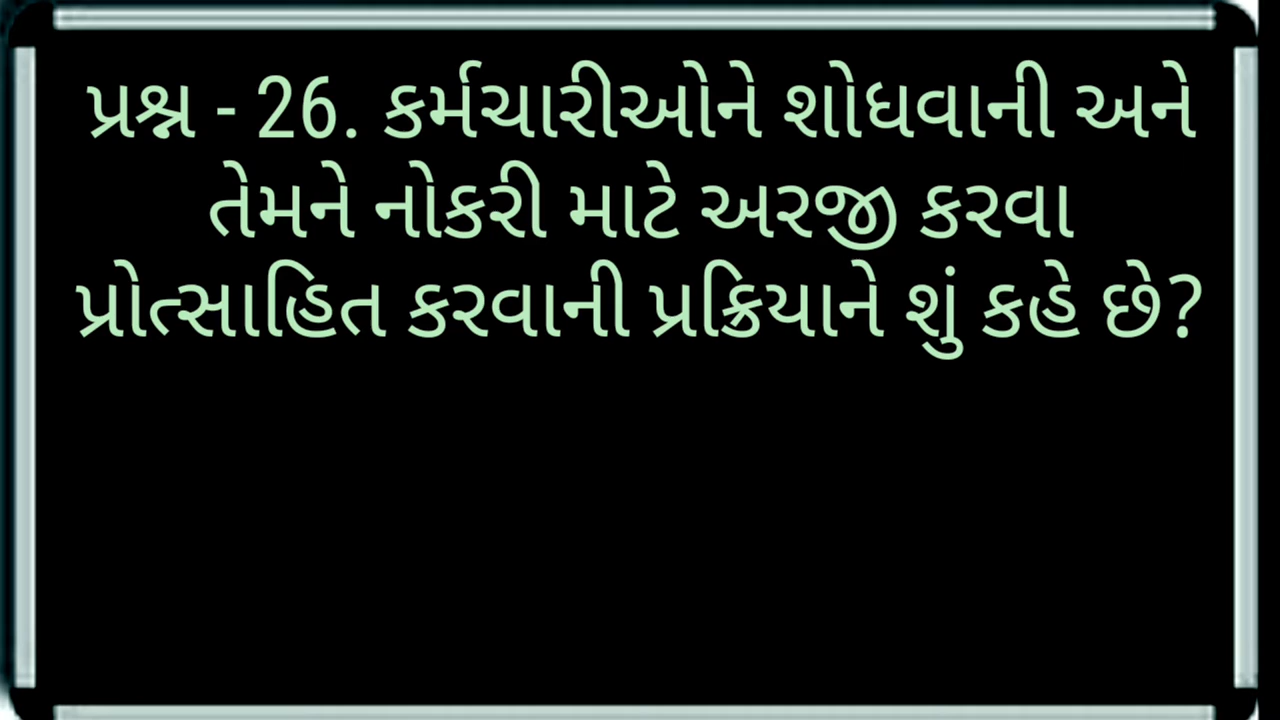 પ્રશ્ન - 26. કર્મચારીઓને શોધવાની અને
તેમને નોકરી માટે અરજી કરવા
પ્રોત્સાહિત કરવાની પ્રક્રિયાને શું કહે છે?